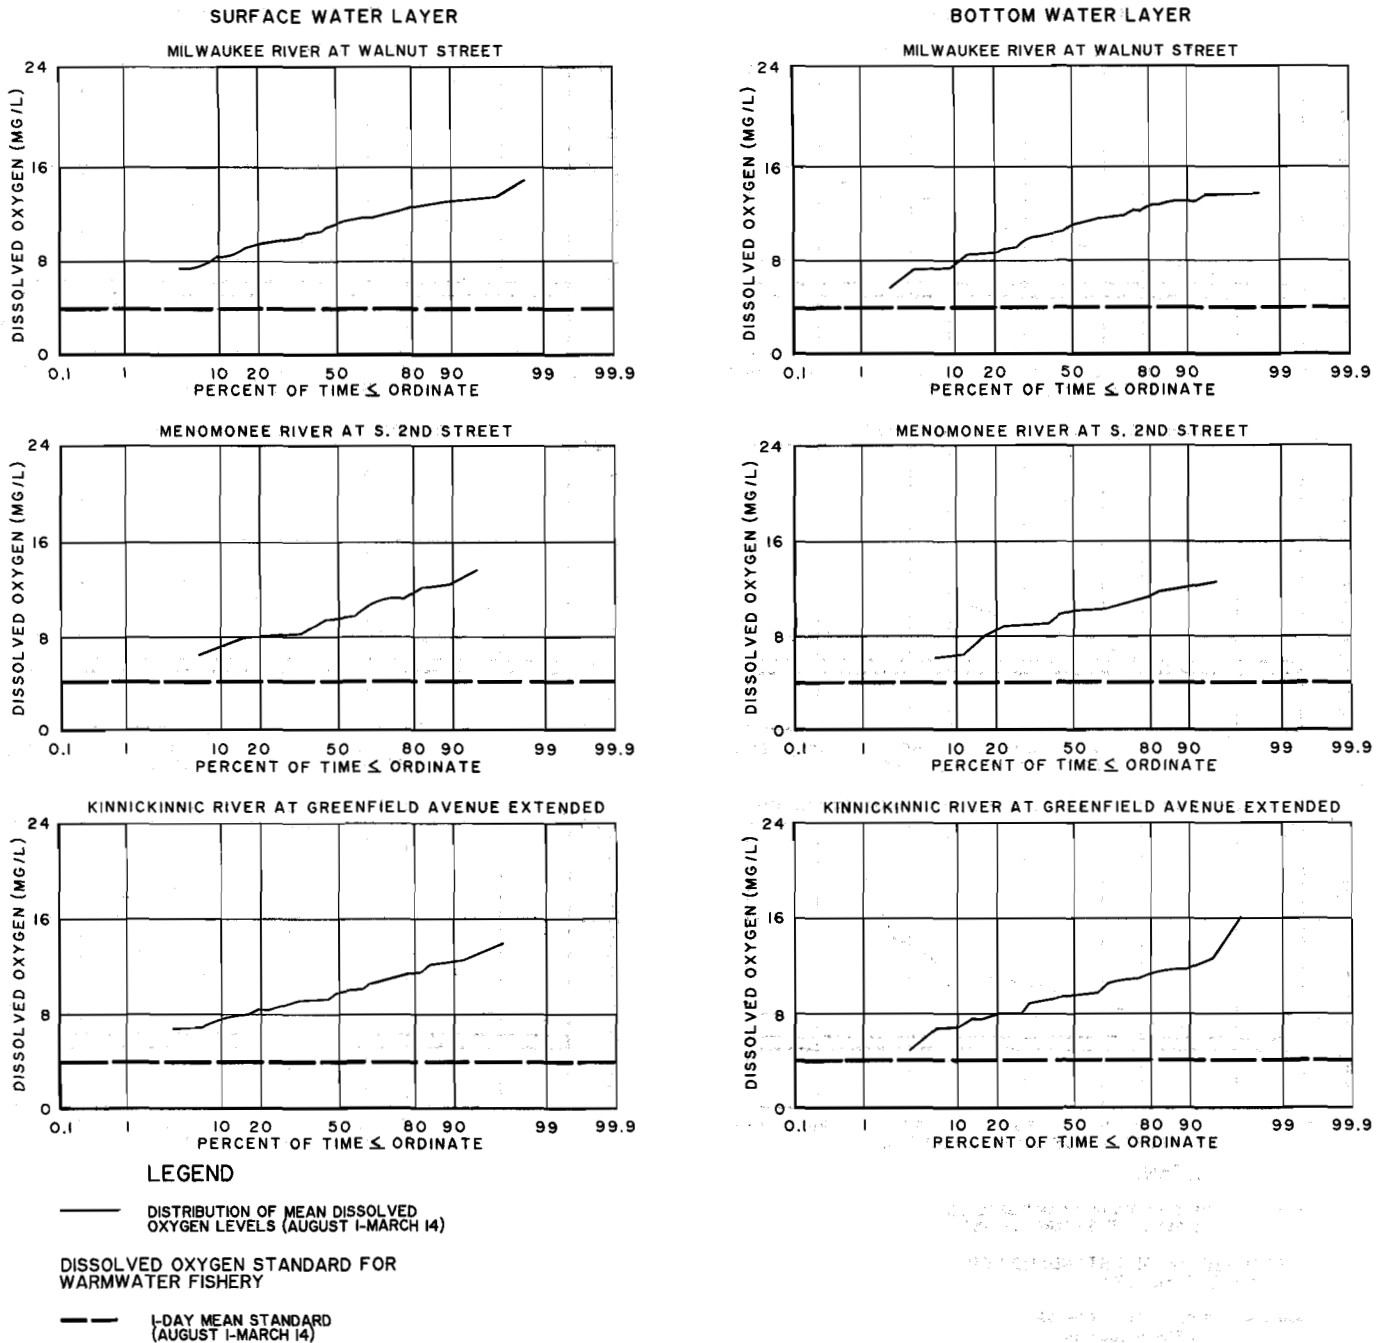 SURFACE WATER LAYER
MILWAUKEE RIVER AT WALNUT STREET
DISSOLVED OXYGEN (MG/L)
24
16
8
0
0.1 1 10 20 50 80 90 99 99.9
PERCENT OF TIME ≤ ORDINATE
MENOMONEE RIVER AT S. 2ND STREET
DISSOLVED OXYGEN (MG/L)
24
16
8
0
0.1 1 10 20 50 80 90 99 99.9
PERCENT OF TIME ≤ ORDINATE
KINNICKINNIC RIVER AT GREENFIELD AVENUE EXTENDED
DISSOLVED OXYGEN (MG/L)
24
16
8
0
0.1 1 10 20 50 80 90 99 99.9
PERCENT OF TIME ≤ ORDINATE
BOTTOM WATER LAYER
MILWAUKEE RIVER AT WALNUT STREET
DISSOLVED OXYGEN (MG/L)
24
16
8
0
0.1 1 10 20 50 80 90 99 99.9
PERCENT OF TIME ≤ ORDINATE
MENOMONEE RIVER AT S. 2ND STREET
DISSOLVED OXYGEN (MG/L)
24
16
8
0
0.1 1 10 20 50 80 90 99 99.9
PERCENT OF TIME ≤ ORDINATE
KINNICKINNIC RIVER AT GREENFIELD AVENUE EXTENDED
DISSOLVED OXYGEN (MG/L)
24
16
8
0
0.1 1 10 20 50 80 90 99 99.9
PERCENT OF TIME ≤ ORDINATE
LEGEND
DISTRIBUTION OF MEAN DISSOLVED
OXYGEN LEVELS (AUGUST 1-MARCH 14)
DISSOLVED OXYGEN STANDARD FOR
WARMWATER FISHERY
1-DAY MEAN STANDARD
(AUGUST 1-MARCH 14)